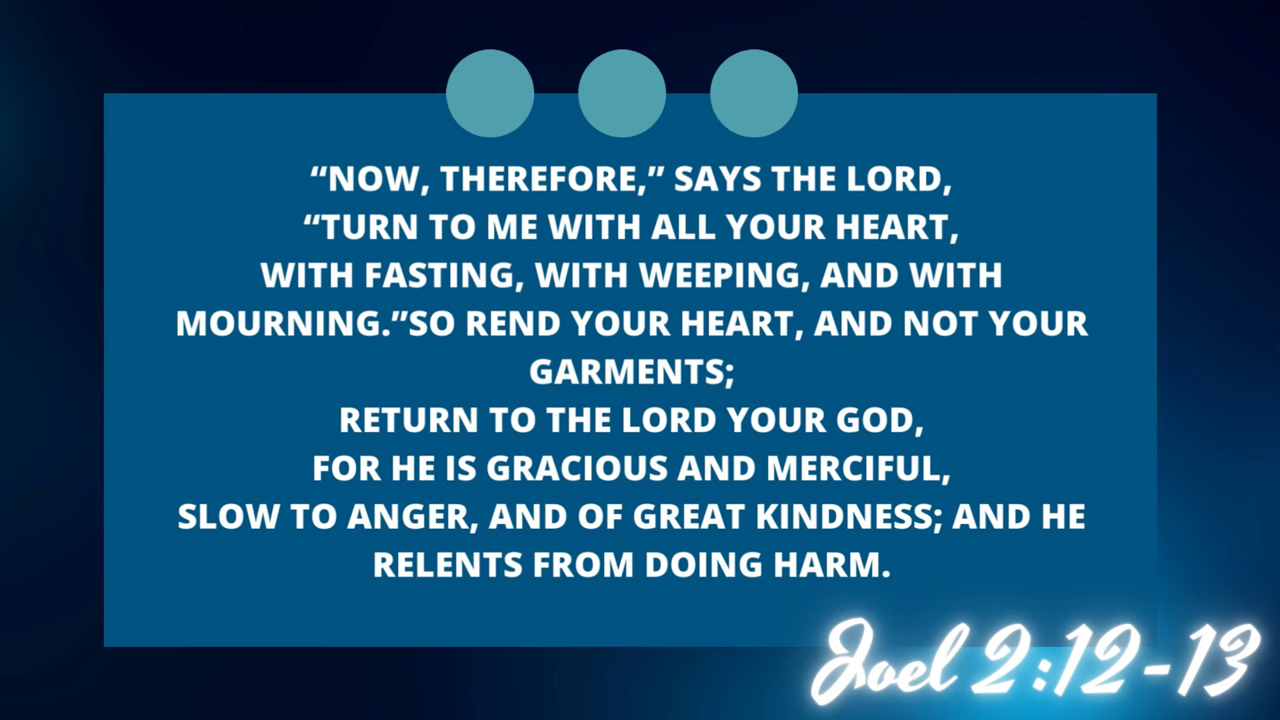 “NOW, THEREFORE,” SAYS THE LORD,
“TURN TO ME WITH ALL YOUR HEART,
WITH FASTING, WITH WEEPING, AND WITH
MOURNING.”SO REND YOUR HEART, AND NOT YOUR
GARMENTS;
RETURN TO THE LORD YOUR GOD,
FOR HE IS GRACIOUS AND MERCIFUL,
SLOW TO ANGER, AND OF GREAT KINDNESS; AND HE
RELENTS FROM DOING HARM.
Joel 2:12-13